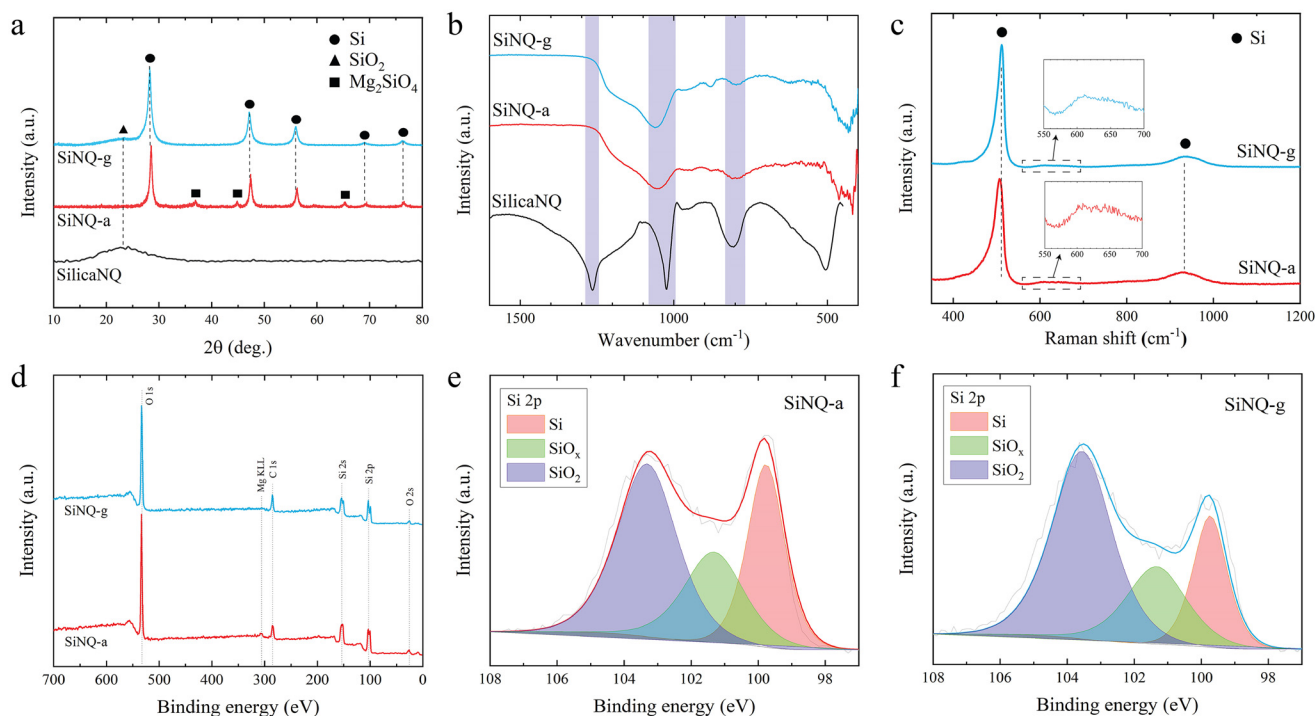 a
Si
SiO₂
Mg₂SiO₄
SiNQ-g
SiNQ-a
SilicaNQ
Intensity (a.u.)
10 20 30 40 50 60 70 80
2θ (deg.)
b
SiNQ-g
SiNQ-a
SilicaNQ
Intensity (a.u.)
1500 1000 500
Wavenumber (cm⁻¹)
c
Si
550 600 650 700
SiNQ-g
550 600 650 700
SiNQ-a
Intensity (a.u.)
400 600 800 1000 1200
Raman shift (cm⁻¹)
d
O 1s
Mg KLL
C 1s
Si 2s
Si 2p
O 2s
SiNQ-g
SiNQ-a
Intensity (a.u.)
700 600 500 400 300 200 100 0
Binding energy (eV)
e
Si 2p
Si
SiOₓ
SiO₂
SiNQ-a
Intensity (a.u.)
108 106 104 102 100 98
Binding energy (eV)
f
Si 2p
Si
SiOₓ
SiO₂
SiNQ-g
Intensity (a.u.)
108 106 104 102 100 98
Binding energy (eV)